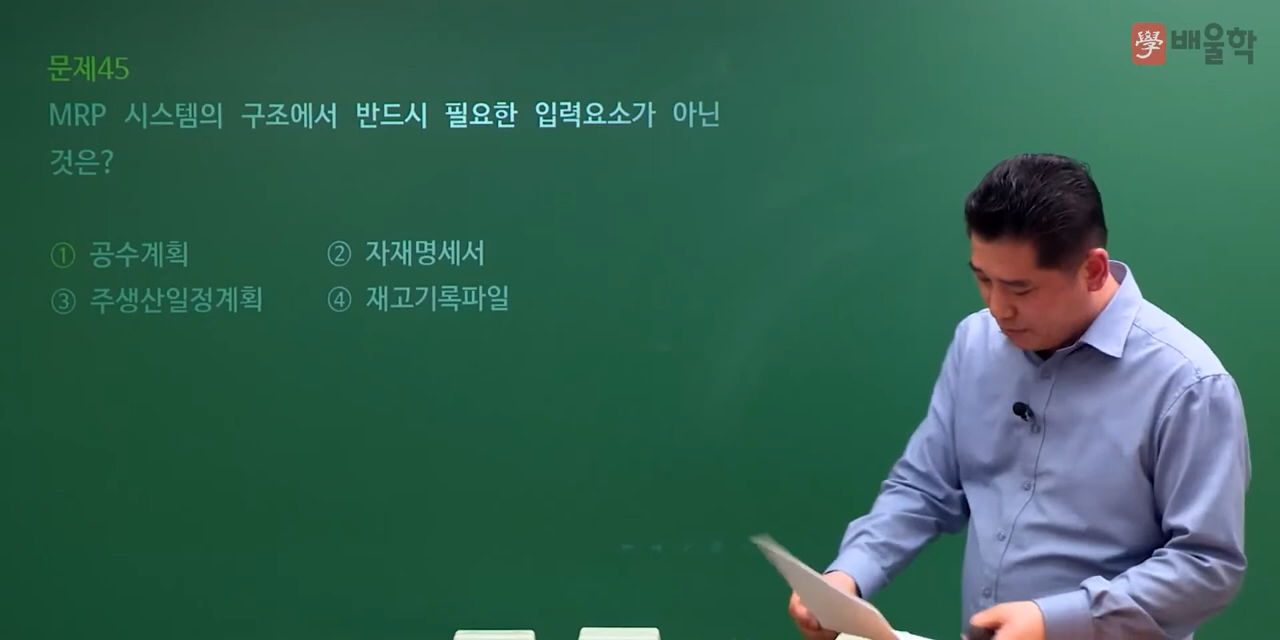 學 배울학
문제45
MRP 시스템의 구조에서 반드시 필요한 입력요소가 아닌
것은?
① 공수계획 ② 자재명세서
③ 주생산일정계획 ④ 재고기록파일